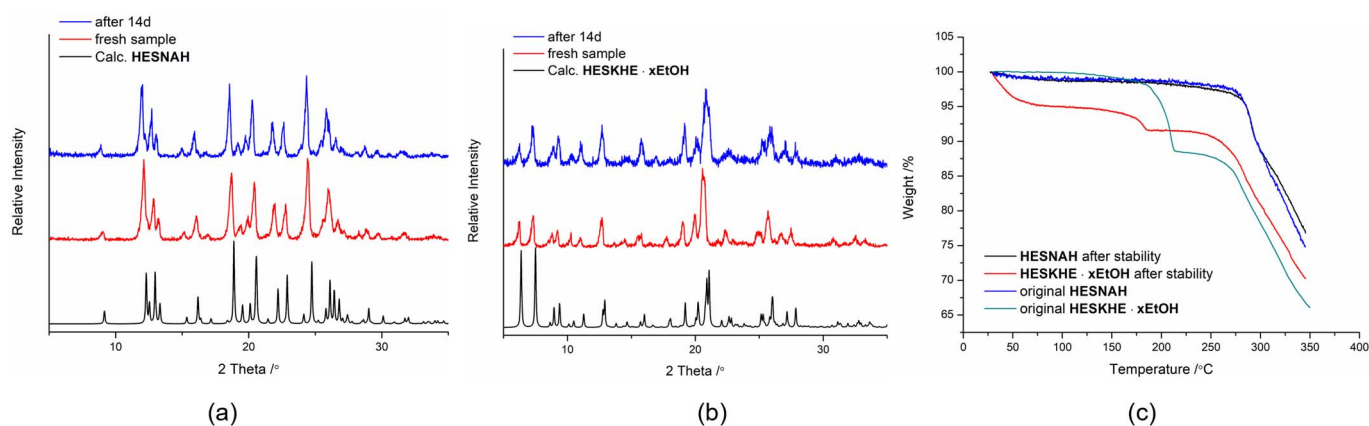 after 14d
fresh sample
Calc. HESNAH
Relative Intensity
10
20
30
2 Theta /°
(a)
after 14d
fresh sample
Calc. HESKHE · xEtOH
Relative Intensity
10
20
30
2 Theta /°
(b)
105
100
95
90
85
80
75
70
65
Weight /%
HESNAH after stability
HESKHE · xEtOH after stability
original HESNAH
original HESKHE · xEtOH
0
50
100
150
200
250
300
350
400
Temperature /°C
(c)